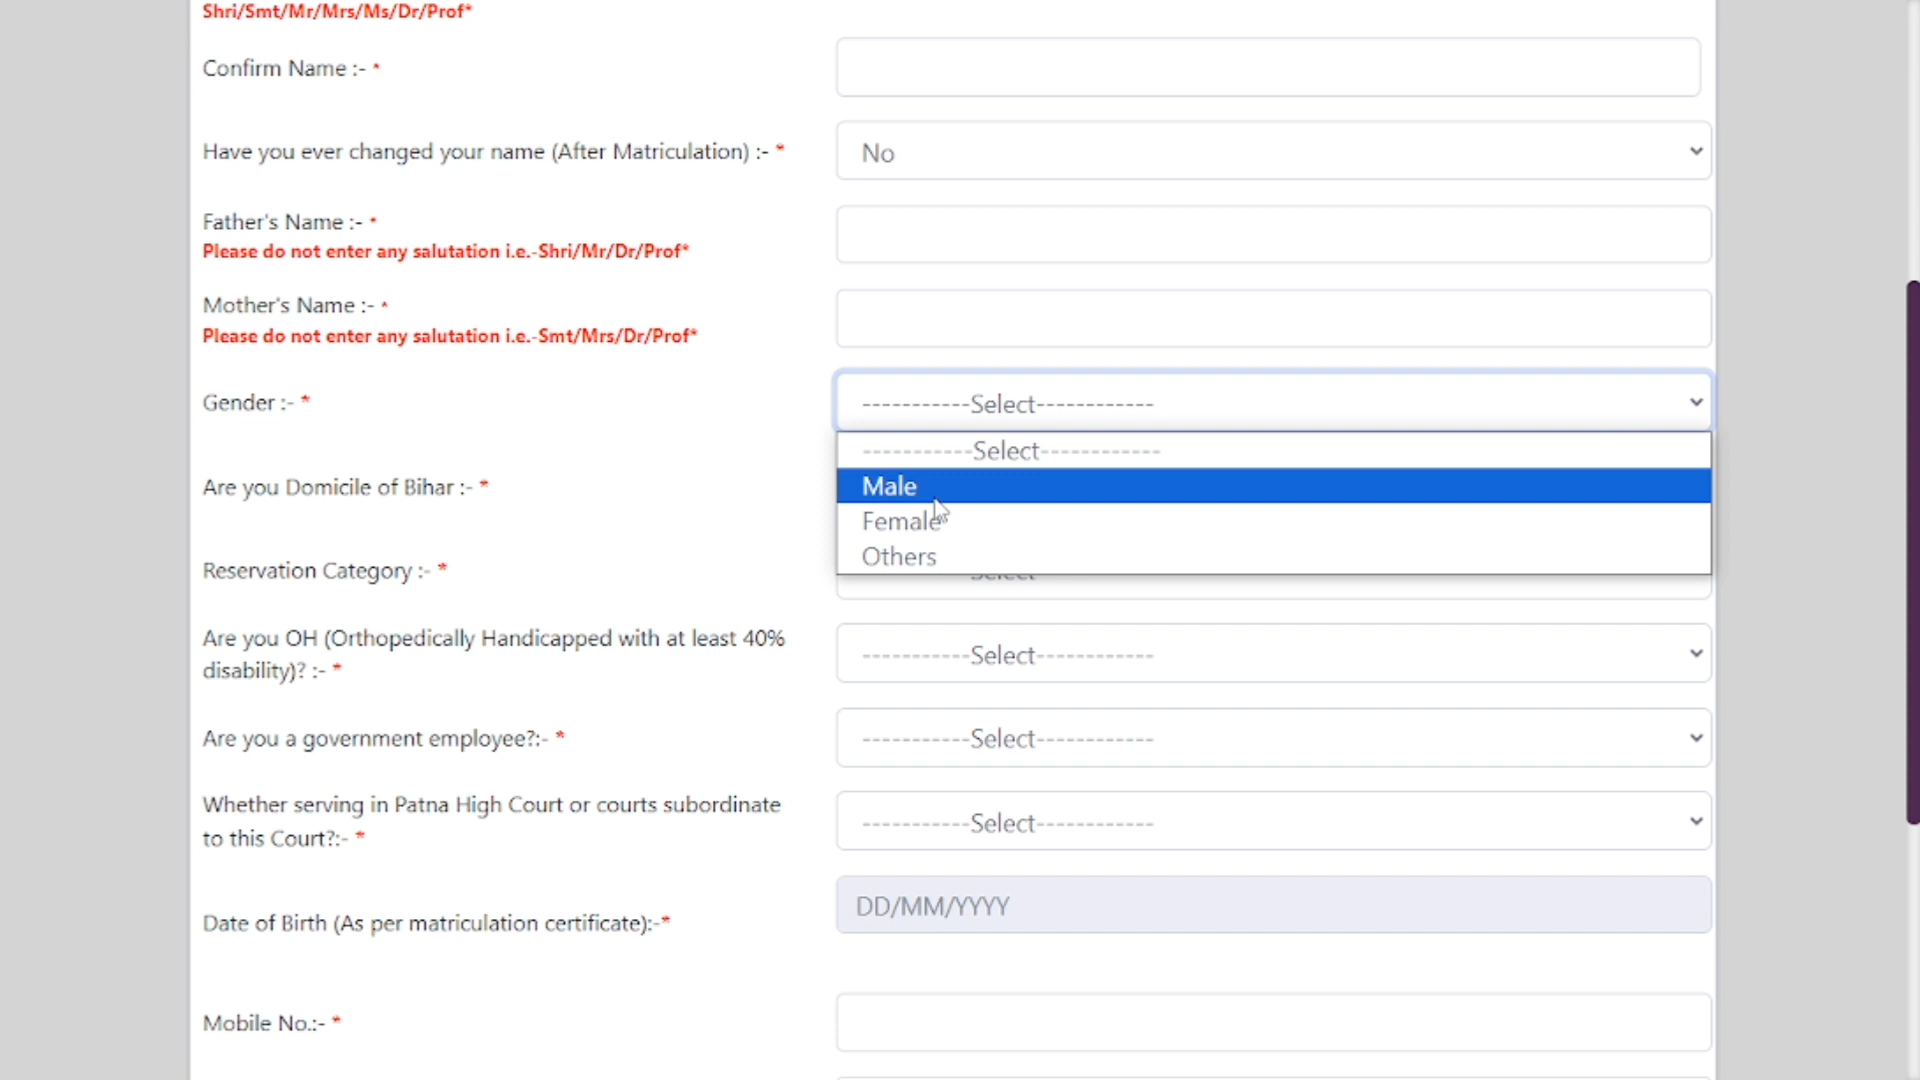 Shri/Smt/Mr/Mrs/Ms/Dr/Prof*
Confirm Name :- *
Have you ever changed your name (After Matriculation) :- *
No
Father's Name :- *
Please do not enter any salutation i.e.-Shri/Mr/Dr/Prof*
Mother's Name :- *
Please do not enter any salutation i.e.-Smt/Mrs/Dr/Prof*
Gender :- *
-----------Select------------
-----------Select------------
Male
Female
Others
Are you Domicile of Bihar :- *
Reservation Category :- *
Are you OH (Orthopedically Handicapped with at least 40%
disability)? :- *
-----------Select------------
Are you a government employee?:- *
-----------Select------------
Whether serving in Patna High Court or courts subordinate
to this Court?:- *
-----------Select------------
Date of Birth (As per matriculation certificate):-*
DD/MM/YYYY
Mobile No.:- *